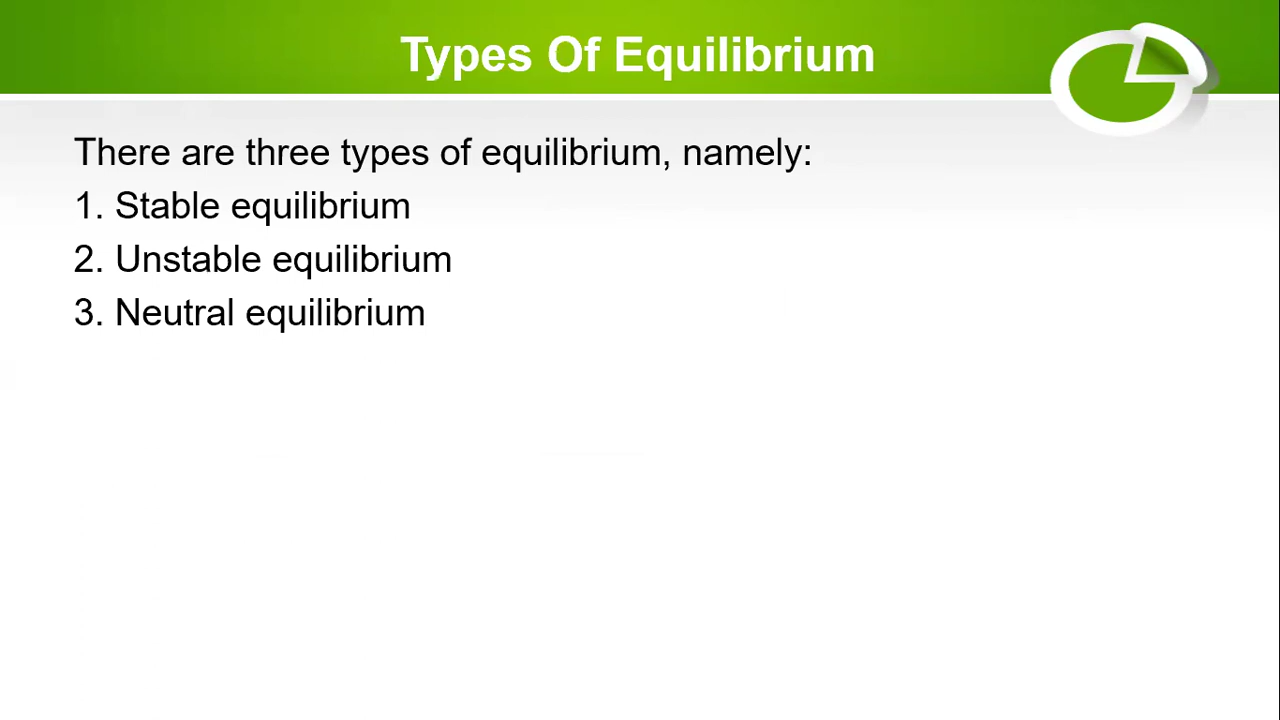 Types Of Equilibrium
There are three types of equilibrium, namely:
1. Stable equilibrium
2. Unstable equilibrium
3. Neutral equilibrium